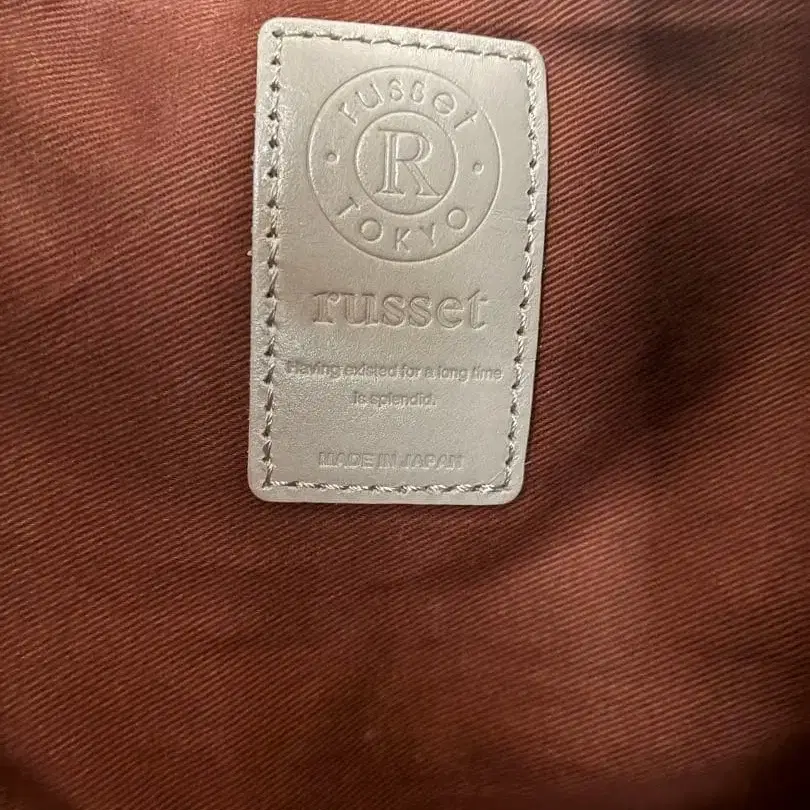 russet
R
TOKYO
russet
Having existed for a long time
is splendid.
MADE IN JAPAN